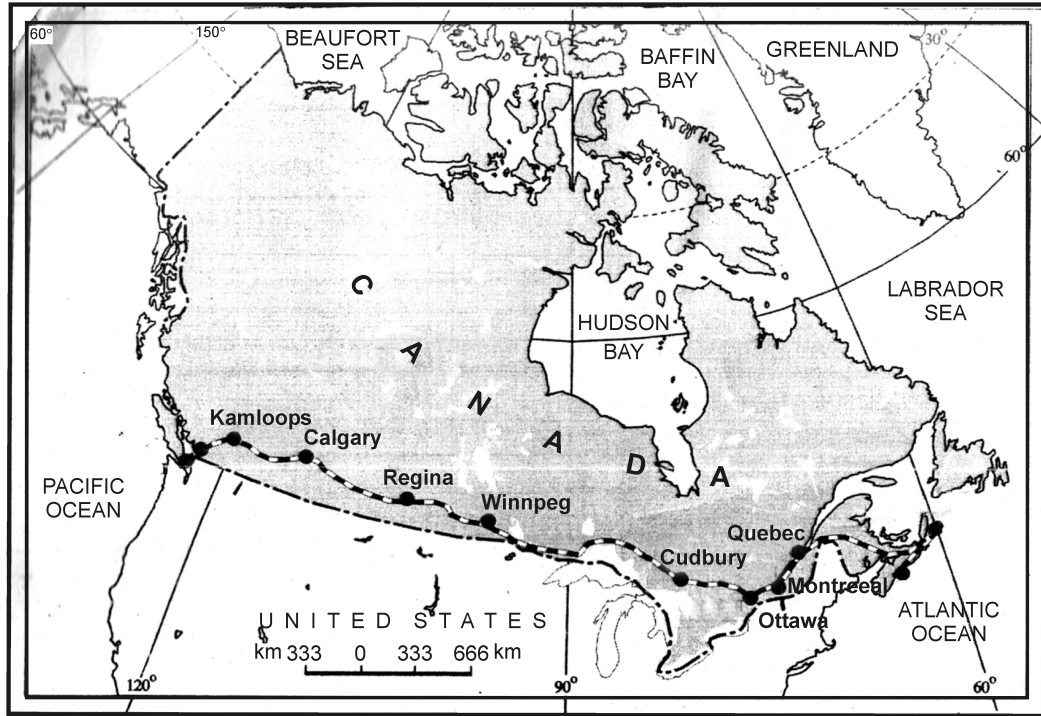 60°
150°
BEAUFORT
SEA
BAFFIN
BAY
GREENLAND
30°
60°
LABRADOR
SEA
HUDSON
BAY
C
A
N
A
D
A
Kamloops
Calgary
Regina
Winnpeg
PACIFIC
OCEAN
Quebec
Cudbury
Montreeal
Ottawa
ATLANTIC
OCEAN
UNITED STATES
km 333 0 333 666 km
120°
90°
60°